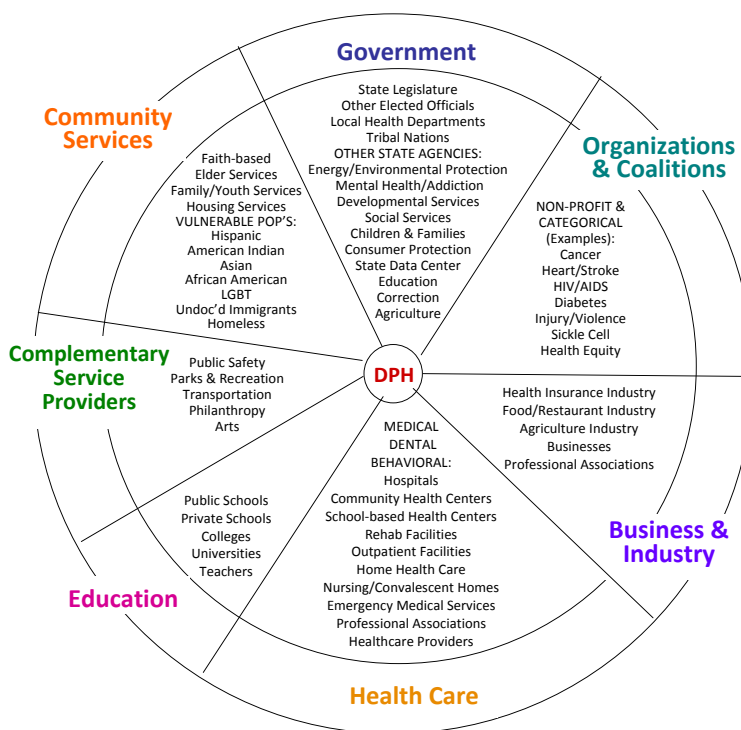 Government
State Legislature
Other Elected Officials
Local Health Departments
Tribal Nations
OTHER STATE AGENCIES:
Energy/Environmental Protection
Mental Health/Addiction
Developmental Services
Social Services
Children & Families
Consumer Protection
State Data Center
Education
Correction
Agriculture
Organizations
& Coalitions
NON-PROFIT &
CATEGORICAL
(Examples):
Cancer
Heart/Stroke
HIV/AIDS
Diabetes
Injury/Violence
Sickle Cell
Health Equity
Business &
Industry
Health Insurance Industry
Food/Restaurant Industry
Agriculture Industry
Businesses
Professional Associations
Health Care
MEDICAL
DENTAL
BEHAVIORAL:
Hospitals
Community Health Centers
School-based Health Centers
Rehab Facilities
Outpatient Facilities
Home Health Care
Nursing/Convalescent Homes
Emergency Medical Services
Professional Associations
Healthcare Providers
Education
Public Schools
Private Schools
Colleges
Universities
Teachers
Complementary
Service
Providers
Public Safety
Parks & Recreation
Transportation
Philanthropy
Arts
Community
Services
Faith-based
Elder Services
Family/Youth Services
Housing Services
VULNERABLE POP’S:
Hispanic
American Indian
Asian
African American
LGBT
Undoc’d Immigrants
Homeless
DPH